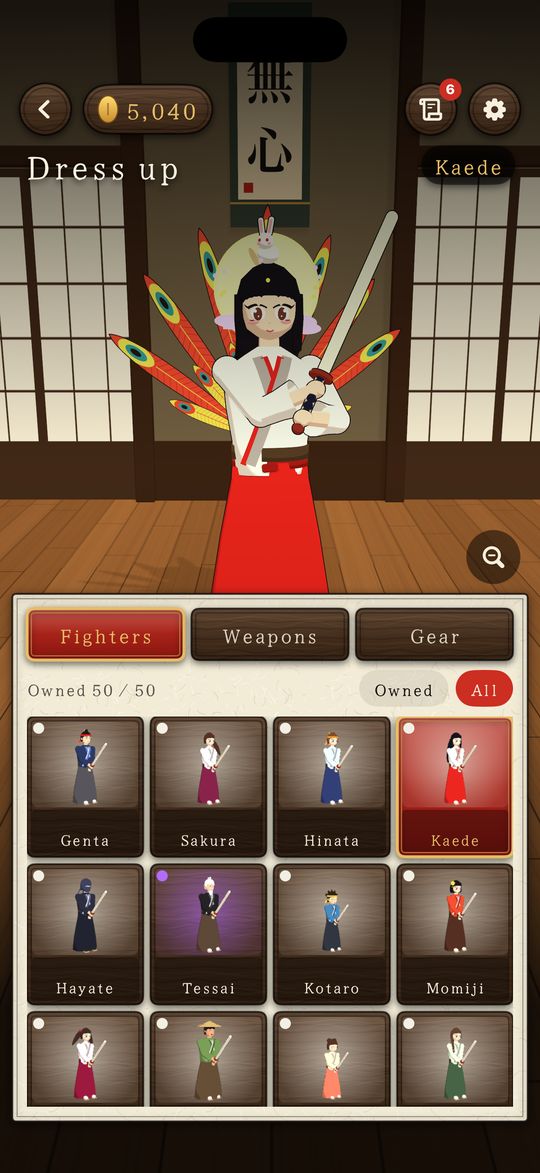 無
心
5,040
6
Dress up
Kaede
Fighters
Weapons
Gear
Owned 50 / 50
Owned
All
Genta
Sakura
Hinata
Kaede
Hayate
Tessai
Kotaro
Momiji